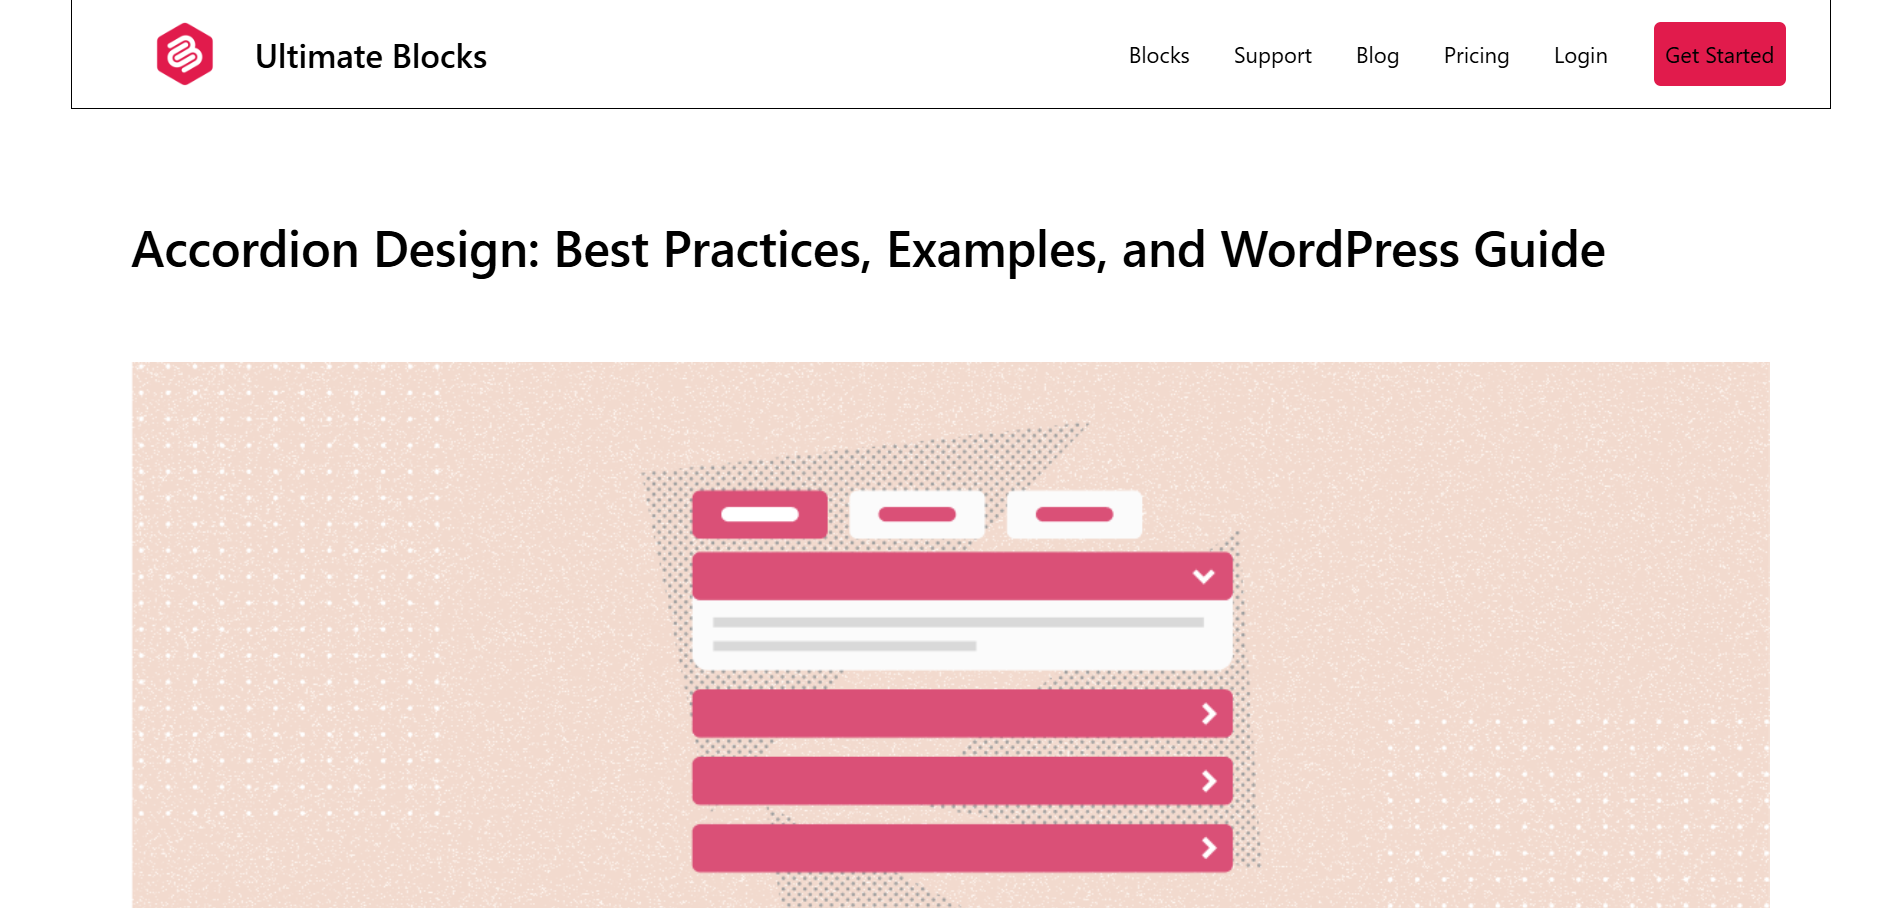 Ultimate Blocks
Blocks Support Blog Pricing Login Get Started
Accordion Design: Best Practices, Examples, and WordPress Guide